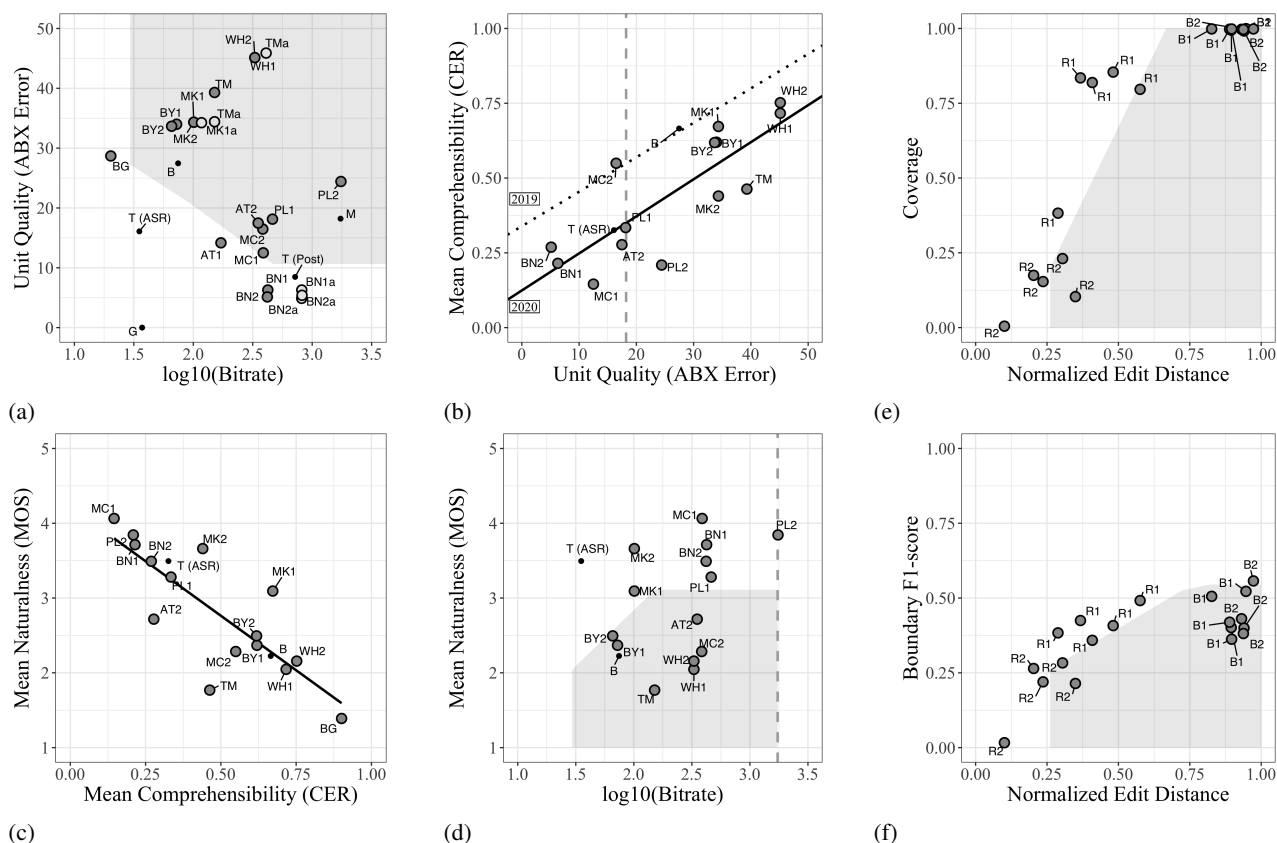 50
40
30
20
10
0
Unit Quality (ABX Error)
WH2
TMa
WH1
TM
MK1
BY1
TMa
BY2
MK2
MK1a
BG
B
PL2
M
T (ASR)
AT2
PL1
MC2
AT1
MC1
T (Post)
BN1
BN1a
BN2
BN2a
BN2a
G
1.0 1.5 2.0 2.5 3.0 3.5
log10(Bitrate)
(a)
1.00
0.75
0.50
0.25
0.00
Mean Comprehensibility (CER)
WH2
MK1
WH1
B
BY2
BY1
MC2
TM
2019
MK2
PL1
T (ASR)
AT2
BN2
BN1
PL2
MC1
2020
0 10 20 30 40 50
Unit Quality (ABX Error)
(b)
1.00
0.75
0.50
0.25
0.00
Coverage
B2
B1
B1
B2
B1
B1
R1
R1
R1
R1
R1
R2
R2
R2
R2
R2
0.00 0.25 0.50 0.75 1.00
Normalized Edit Distance
(e)
5
4
3
2
1
Mean Naturalness (MOS)
MC1
PL2
BN2
MK2
BN1
T (ASR)
PL1
MK1
AT2
BY2
B
WH2
MC2
BY1
WH1
TM
BG
0.00 0.25 0.50 0.75 1.00
Mean Comprehensibility (CER)
(c)
5
4
3
2
1
Mean Naturalness (MOS)
MC1
PL2
BN1
T (ASR)
MK2
BN2
PL1
MK1
AT2
BY2
BY1
MC2
B
WH2
WH1
TM
1.0 1.5 2.0 2.5 3.0 3.5
log10(Bitrate)
(d)
1.00
0.75
0.50
0.25
0.00
Boundary F1-score
B2
B1
B1
R1
R1
R1
B2
B2
B1
R1
R1
B1
B1
B2
R2
R2
R2
R2
R2
0.00 0.25 0.50 0.75 1.00
Normalized Edit Distance
(f)